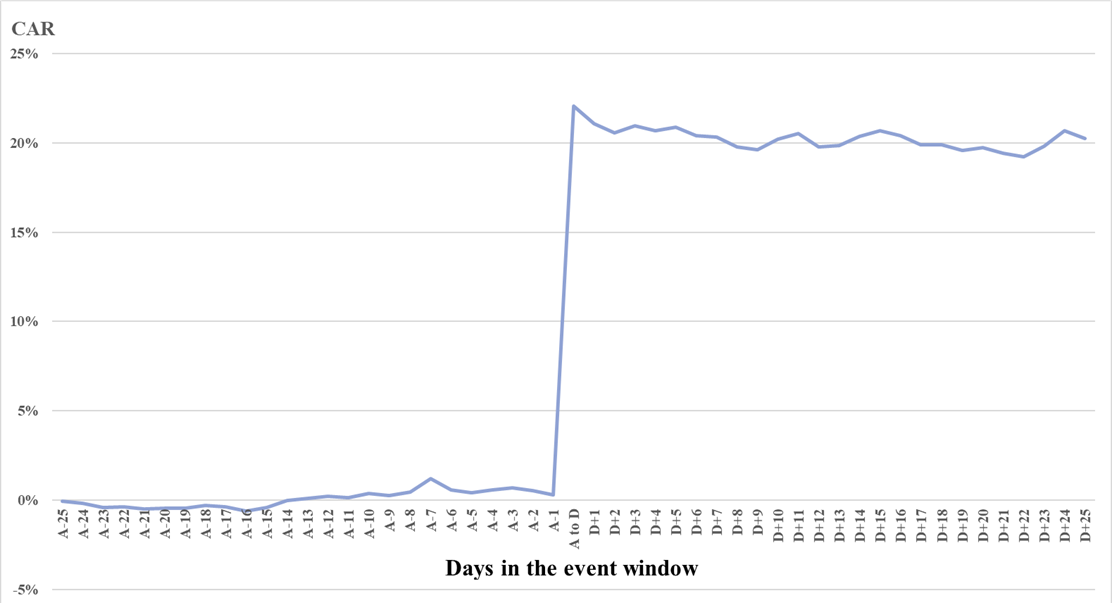 CAR
25%
20%
15%
10%
5%
0%
-5%
A-25 A-24 A-23 A-22 A-21 A-20 A-19 A-18 A-17 A-16 A-15 A-14 A-13 A-12 A-11 A-10 A-9 A-8 A-7 A-6 A-5 A-4 A-3 A-2 A-1 A to D D+1 D+2 D+3 D+4 D+5 D+6 D+7 D+8 D+9 D+10 D+11 D+12 D+13 D+14 D+15 D+16 D+17 D+18 D+19 D+20 D+21 D+22 D+23 D+24 D+25
Days in the event window